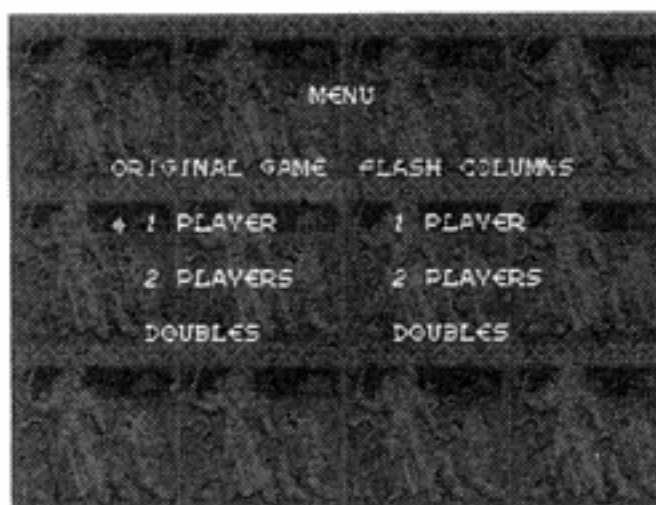 MENU
ORIGINAL GAME FLASH COLUMNS
1 PLAYER 1 PLAYER
2 PLAYERS 2 PLAYERS
DOUBLES DOUBLES